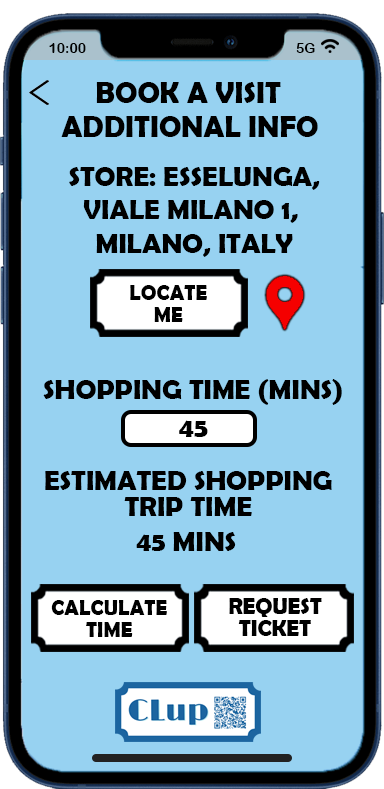 10:00
5G
BOOK A VISIT
ADDITIONAL INFO
STORE: ESSELUNGA,
VIALE MILANO 1,
MILANO, ITALY
LOCATE
ME
SHOPPING TIME (MINS)
45
ESTIMATED SHOPPING
TRIP TIME
45 MINS
CALCULATE
TIME
REQUEST
TICKET
CLup